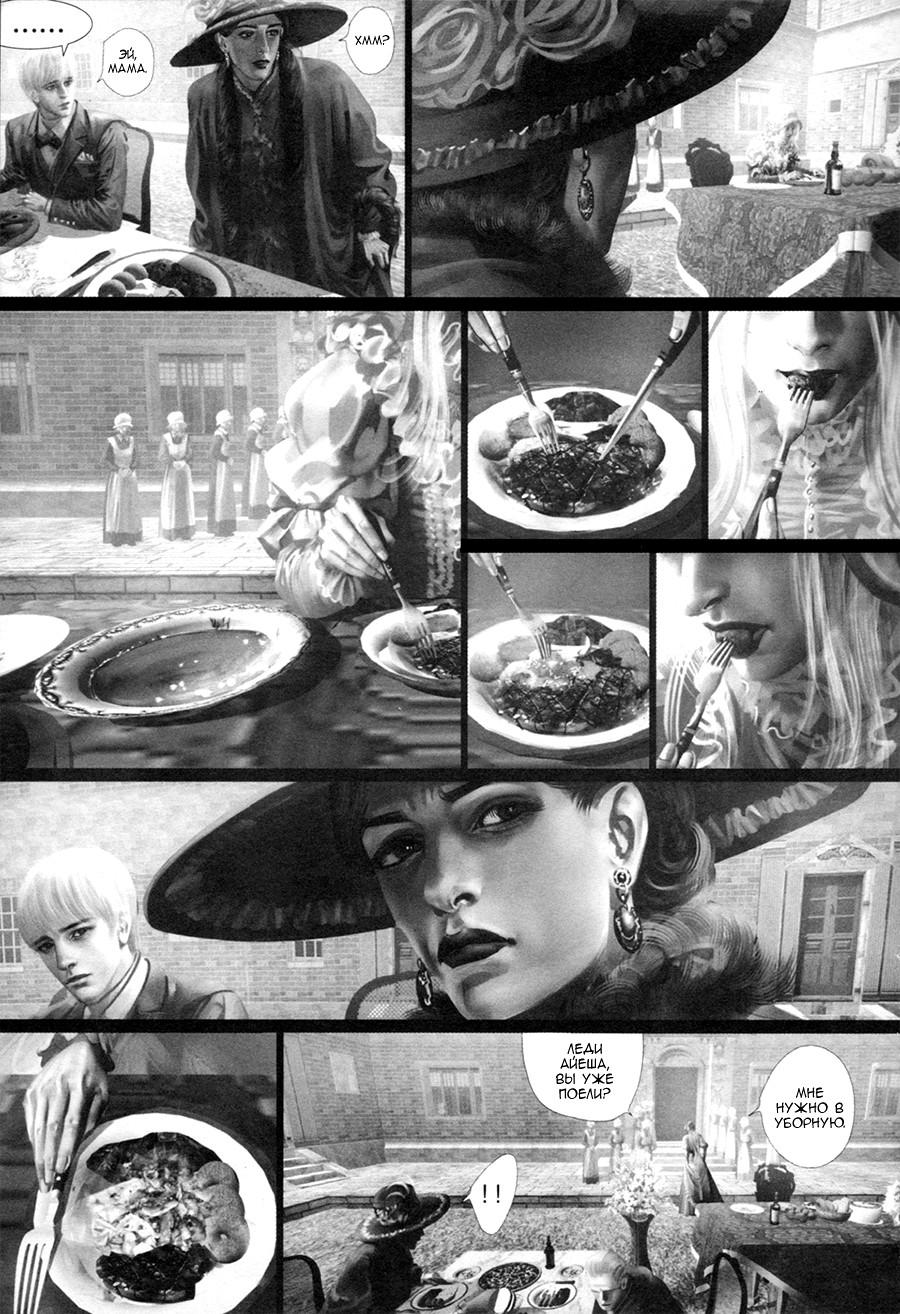 ......
ЭЙ,
МАМА.
ХММ?
ЛЕДИ
АЙЕША,
ВЫ УЖЕ
ПОЕЛИ?
МНЕ
НУЖНО В
УБОРНУЮ.
!!